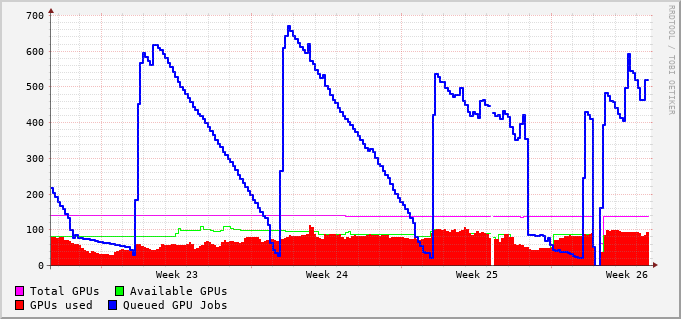 RRDTOOL / TOBI OETIKER
700
600
500
400
300
200
100
0
Week 23 Week 24 Week 25 Week 26
Total GPUs Available GPUs
GPUs used Queued GPU Jobs